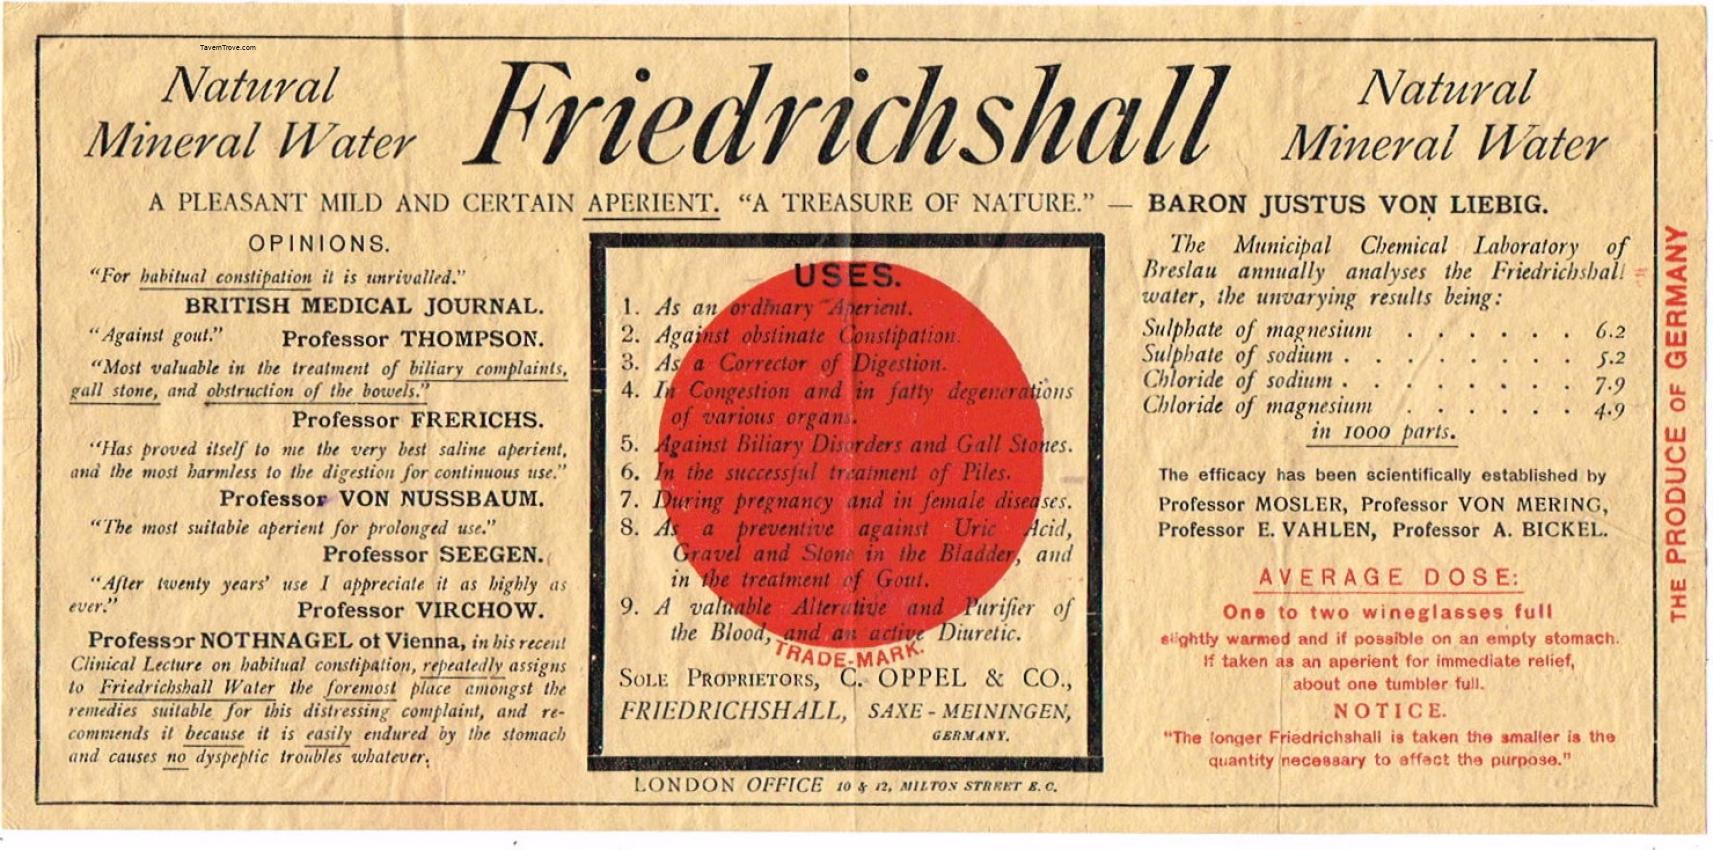 TavernTrove.com
Natural
Mineral Water
Friedrichshall
Natural
Mineral Water
A PLEASANT MILD AND CERTAIN APERIENT. “A TREASURE OF NATURE.” — BARON JUSTUS VON LIEBIG.
OPINIONS.
“For habitual constipation it is unrivalled.”
BRITISH MEDICAL JOURNAL.
“Against gout.” Professor THOMPSON.
“Most valuable in the treatment of biliary complaints,
gall stone, and obstruction of the bowels.”
Professor FRERICHS.
“Has proved itself to me the very best saline aperient,
and the most harmless to the digestion for continuous use.”
Professor VON NUSSBAUM.
“The most suitable aperient for prolonged use.”
Professor SEEGEN.
“After twenty years’ use I appreciate it as highly as
ever.” Professor VIRCHOW.
Professor NOTHNAGEL of Vienna, in his recent
Clinical Lecture on habitual constipation, repeatedly assigns
to Friedrichshall Water the foremost place amongst the
remedies suitable for this distressing complaint, and re-
commends it because it is easily endured by the stomach
and causes no dyspeptic troubles whatever.
USES.
1. As an ordinary Aperient.
2. Against obstinate Constipation.
3. As a Corrector of Digestion.
4. In Congestion and in fatty degenerations
of various organs.
5. Against Biliary Disorders and Gall Stones.
6. In the successful treatment of Piles.
7. During pregnancy and in female diseases.
8. As a preventive against Uric Acid,
Gravel and Stone in the Bladder, and
in the treatment of Gout.
9. A valuable Alterative and Purifier of
the Blood, and an active Diuretic.
TRADE-MARK.
SOLE PROPRIETORS, C. OPPEL & CO.,
FRIEDRICHSHALL, SAXE-MEININGEN,
GERMANY.
LONDON OFFICE 10 & 12, MILTON STREET E. C.
The Municipal Chemical Laboratory of
Breslau annually analyses the Friedrichshall
water, the unvarying results being:
Sulphate of magnesium . . . . . . 6.2
Sulphate of sodium . . . . . . . 5.2
Chloride of sodium . . . . . . . 7.9
Chloride of magnesium . . . . . . 4.9
in 1000 parts.
The efficacy has been scientifically established by
Professor MOSLER, Professor VON MERING,
Professor E. VAHLEN, Professor A. BICKEL.
AVERAGE DOSE:
One to two wineglasses full
slightly warmed and if possible on an empty stomach.
If taken as an aperient for immediate relief,
about one tumbler full.
NOTICE.
“The longer Friedrichshall is taken the smaller is the
quantity necessary to effect the purpose.”
THE PRODUCE OF GERMANY